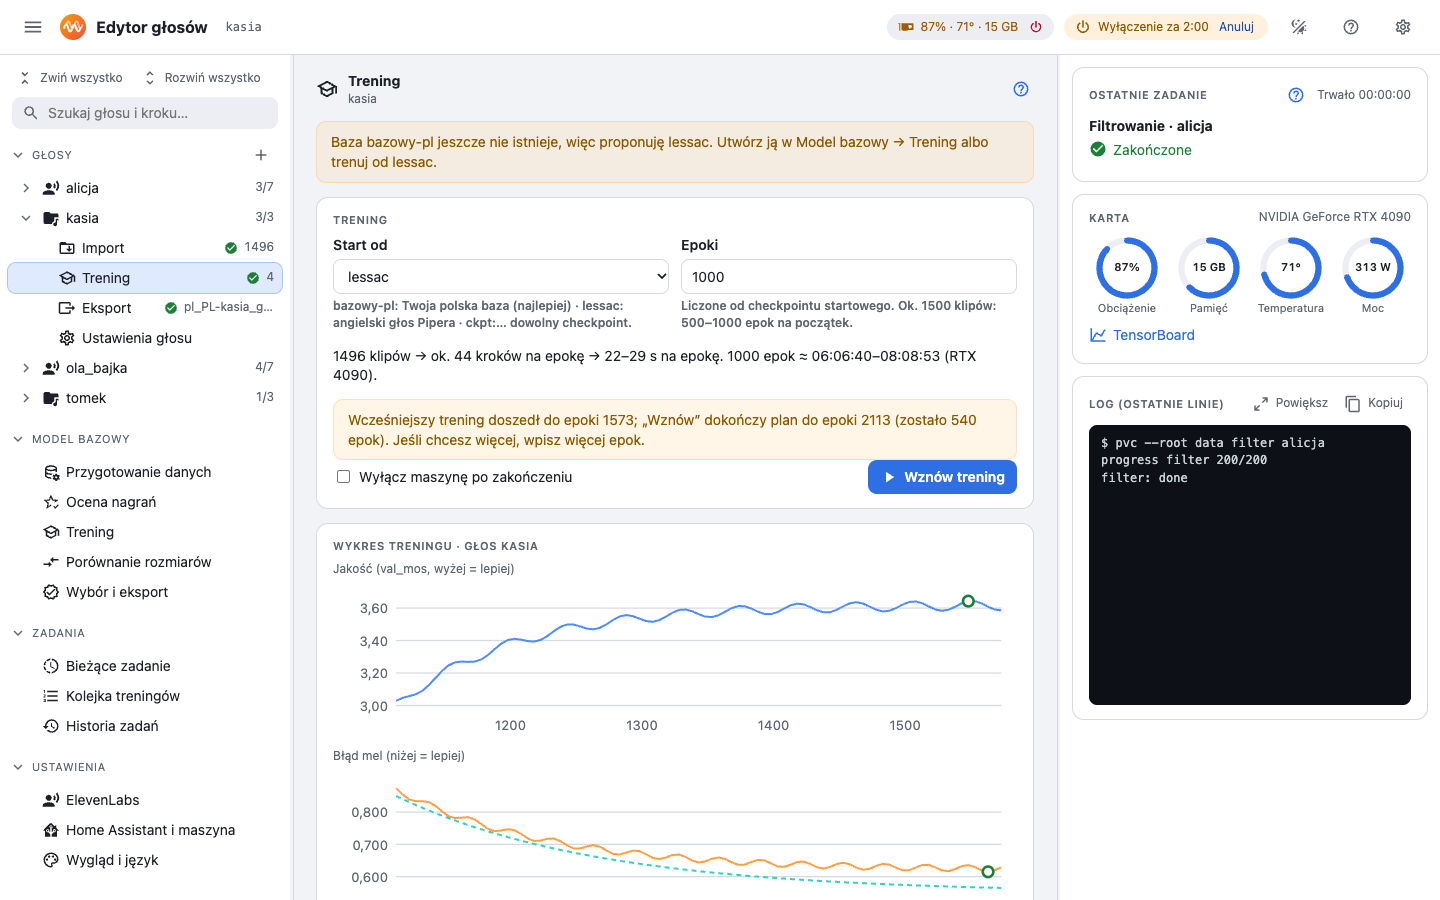 Edytor głosów kasia 87% · 71° · 15 GB Wyłączenie za 2:00 Anuluj
Zwiń wszystko Rozwiń wszystko
Szukaj głosu i kroku...
GŁOSY
alicja 3/7
kasia 3/3
Import 1496
Trening 4
Eksport pl_PL-kasia_g...
Ustawienia głosu
ola_bajka 4/7
tomek 1/3
MODEL BAZOWY
Przygotowanie danych
Ocena nagrań
Trening
Porównanie rozmiarów
Wybór i eksport
ZADANIA
Bieżące zadanie
Kolejka treningów
Historia zadań
USTAWIENIA
ElevenLabs
Home Assistant i maszyna
Wygląd i język
Trening
kasia
Baza bazowy-pl jeszcze nie istnieje, więc proponuję lessac. Utwórz ją w Model bazowy → Trening albo
trenuj od lessac.
TRENING
Start od Epoki
lessac 1000
bazowy-pl: Twoja polska baza (najlepiej) · lessac:
angielski głos Pipera · ckpt:... dowolny checkpoint.
Liczone od checkpointu startowego. Ok. 1500 klipów:
500–1000 epok na początek.
1496 klipów → ok. 44 kroków na epokę → 22–29 s na epokę. 1000 epok ≈ 06:06:40–08:08:53 (RTX
4090).
Wcześniejszy trening doszedł do epoki 1573; „Wznów” dokończy plan do epoki 2113 (zostało 540
epok). Jeśli chcesz więcej, wpisz więcej epok.
Wyłącz maszynę po zakończeniu Wznów trening
WYKRES TRENINGU · GŁOS KASIA
Jakość (val_mos, wyżej = lepiej)
3,60
3,40
3,20
3,00
1200 1300 1400 1500
Błąd mel (niżej = lepiej)
0,800
0,700
0,600
OSTATNIE ZADANIE Trwało 00:00:00
Filtrowanie · alicja
Zakończone
KARTA NVIDIA GeForce RTX 4090
87% 15 GB 71° 313 W
Obciążenie Pamięć Temperatura Moc
TensorBoard
LOG (OSTATNIE LINIE) Powiększ Kopiuj
$ pvc --root data filter alicja
progress filter 200/200
filter: done